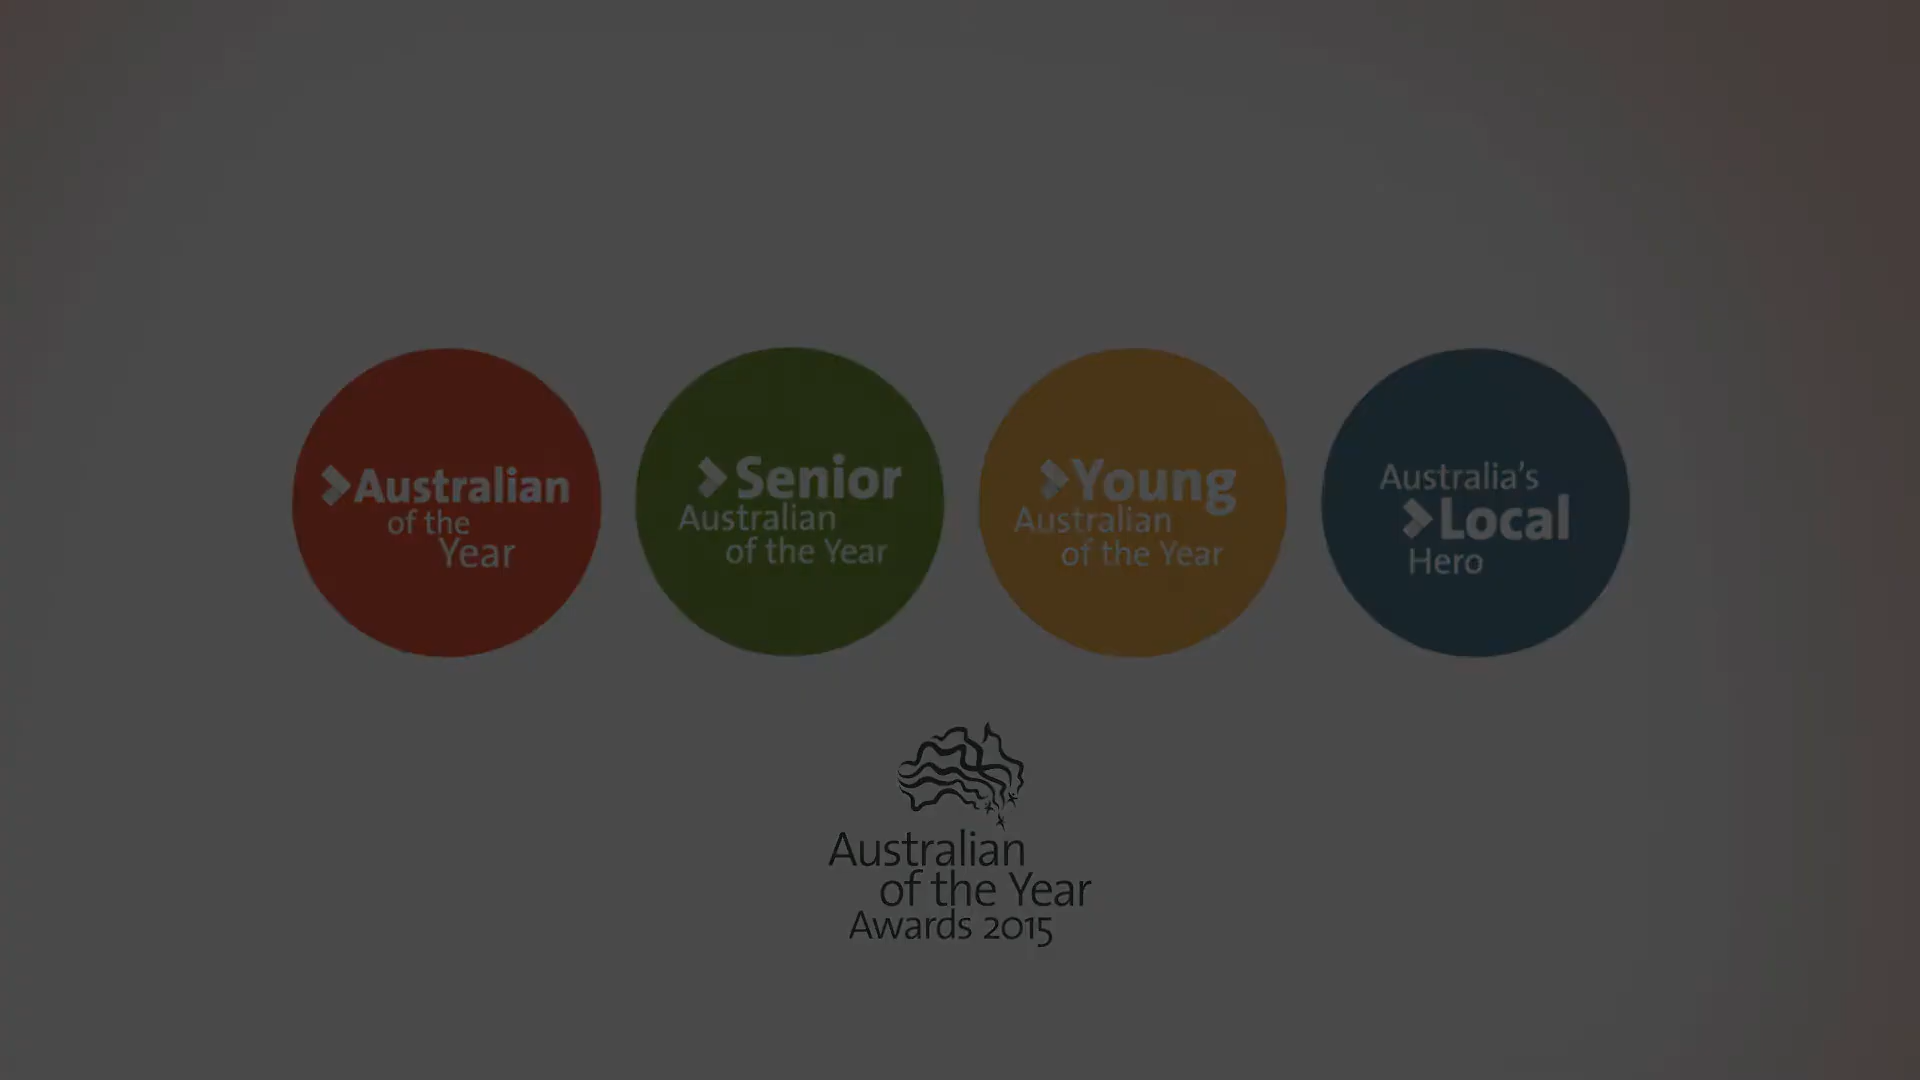 Australian
of the
Year
Senior
Australian
of the Year
Young
Australian
of the Year
Australia's
Local
Hero
Australian
of the Year
Awards 2015